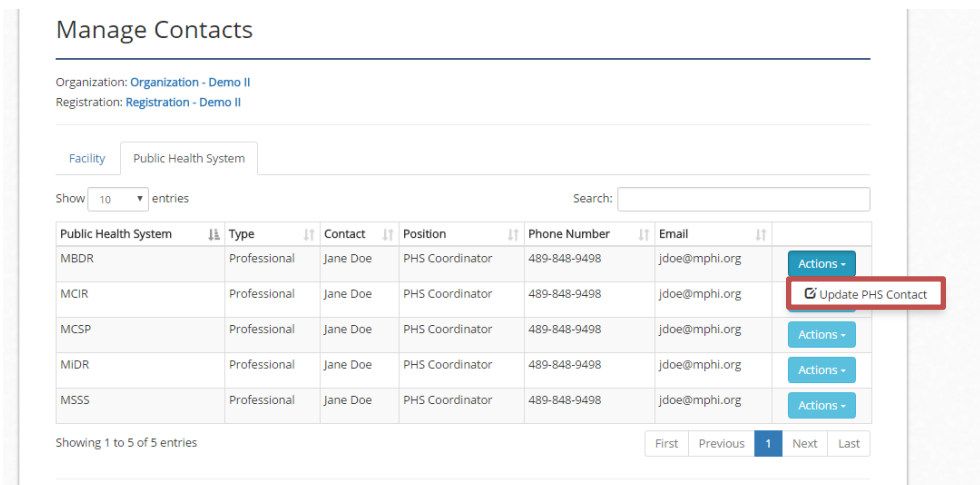 Manage Contacts
Organization: Organization - Demo II
Registration: Registration - Demo II
Facility Public Health System
Show 10 entries Search:
Public Health System Type Contact Position Phone Number Email
MBDR Professional Jane Doe PHS Coordinator 489-848-9498 jdoe@mphi.org Actions
MCIR Professional Jane Doe PHS Coordinator 489-848-9498 jdoe@mphi.org Update PHS Contact
MCSP Professional Jane Doe PHS Coordinator 489-848-9498 jdoe@mphi.org Actions
MiDR Professional Jane Doe PHS Coordinator 489-848-9498 jdoe@mphi.org Actions
MSSS Professional Jane Doe PHS Coordinator 489-848-9498 jdoe@mphi.org Actions
Showing 1 to 5 of 5 entries First Previous 1 Next Last